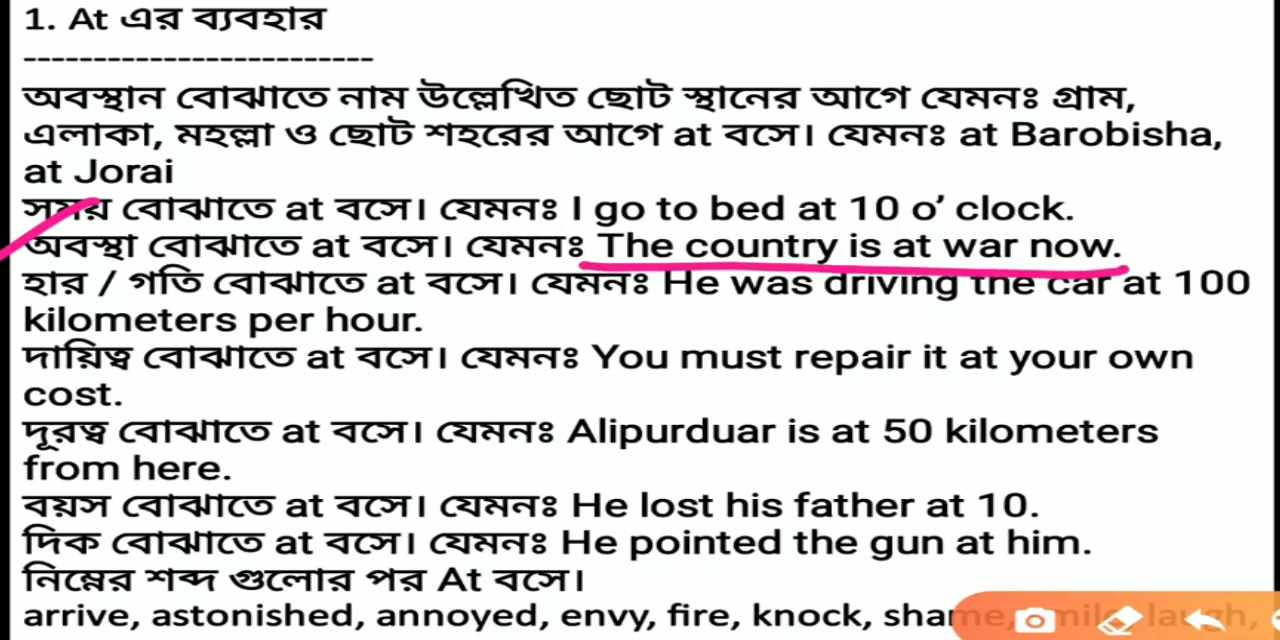 1. At এর ব্যবহার
-------------------------
অবস্থান বোঝাতে নাম উল্লেখিত ছোট স্থানের আগে যেমনঃ গ্রাম,
এলাকা, মহল্লা ও ছোট শহরের আগে at বসে। যেমনঃ at Barobisha,
at Jorai
সময় বোঝাতে at বসে। যেমনঃ I go to bed at 10 o’ clock.
অবস্থা বোঝাতে at বসে। যেমনঃ The country is at war now.
হার / গতি বোঝাতে at বসে। যেমনঃ He was driving the car at 100
kilometers per hour.
দায়িত্ব বোঝাতে at বসে। যেমনঃ You must repair it at your own
cost.
দূরত্ব বোঝাতে at বসে। যেমনঃ Alipurduar is at 50 kilometers
from here.
বয়স বোঝাতে at বসে। যেমনঃ He lost his father at 10.
দিক বোঝাতে at বসে। যেমনঃ He pointed the gun at him.
নিম্নের শব্দ গুলোর পর At বসে।
arrive, astonished, annoyed, envy, fire, knock, shame, smile, laugh,